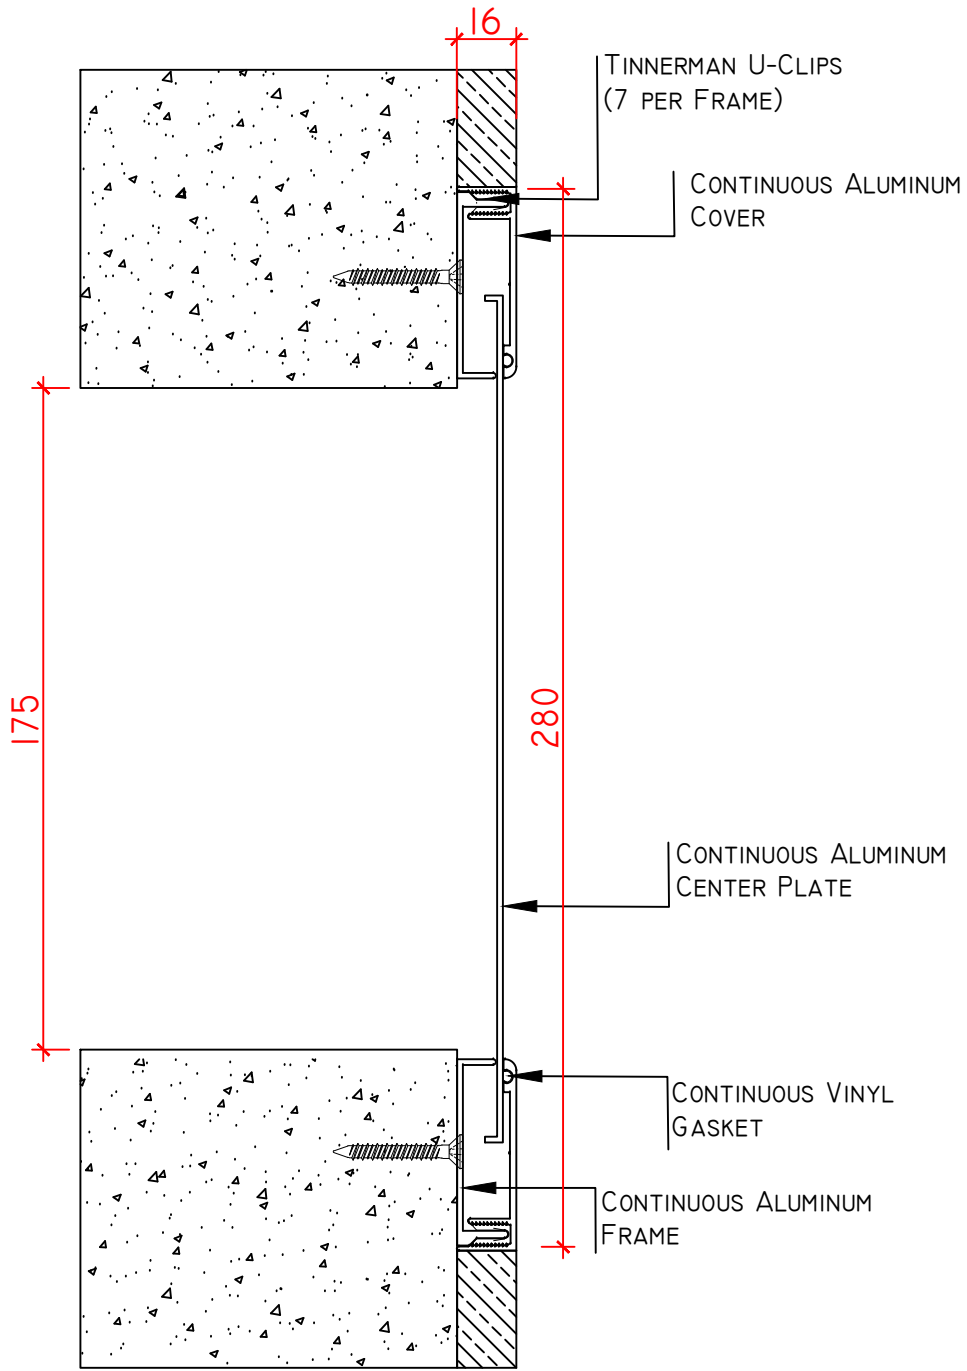 16
TINNERMAN U-CLIPS
(7 PER FRAME)
CONTINUOUS ALUMINUM
COVER
175
280
CONTINUOUS ALUMINUM
CENTER PLATE
CONTINUOUS VINYL
GASKET
CONTINUOUS ALUMINUM
FRAME